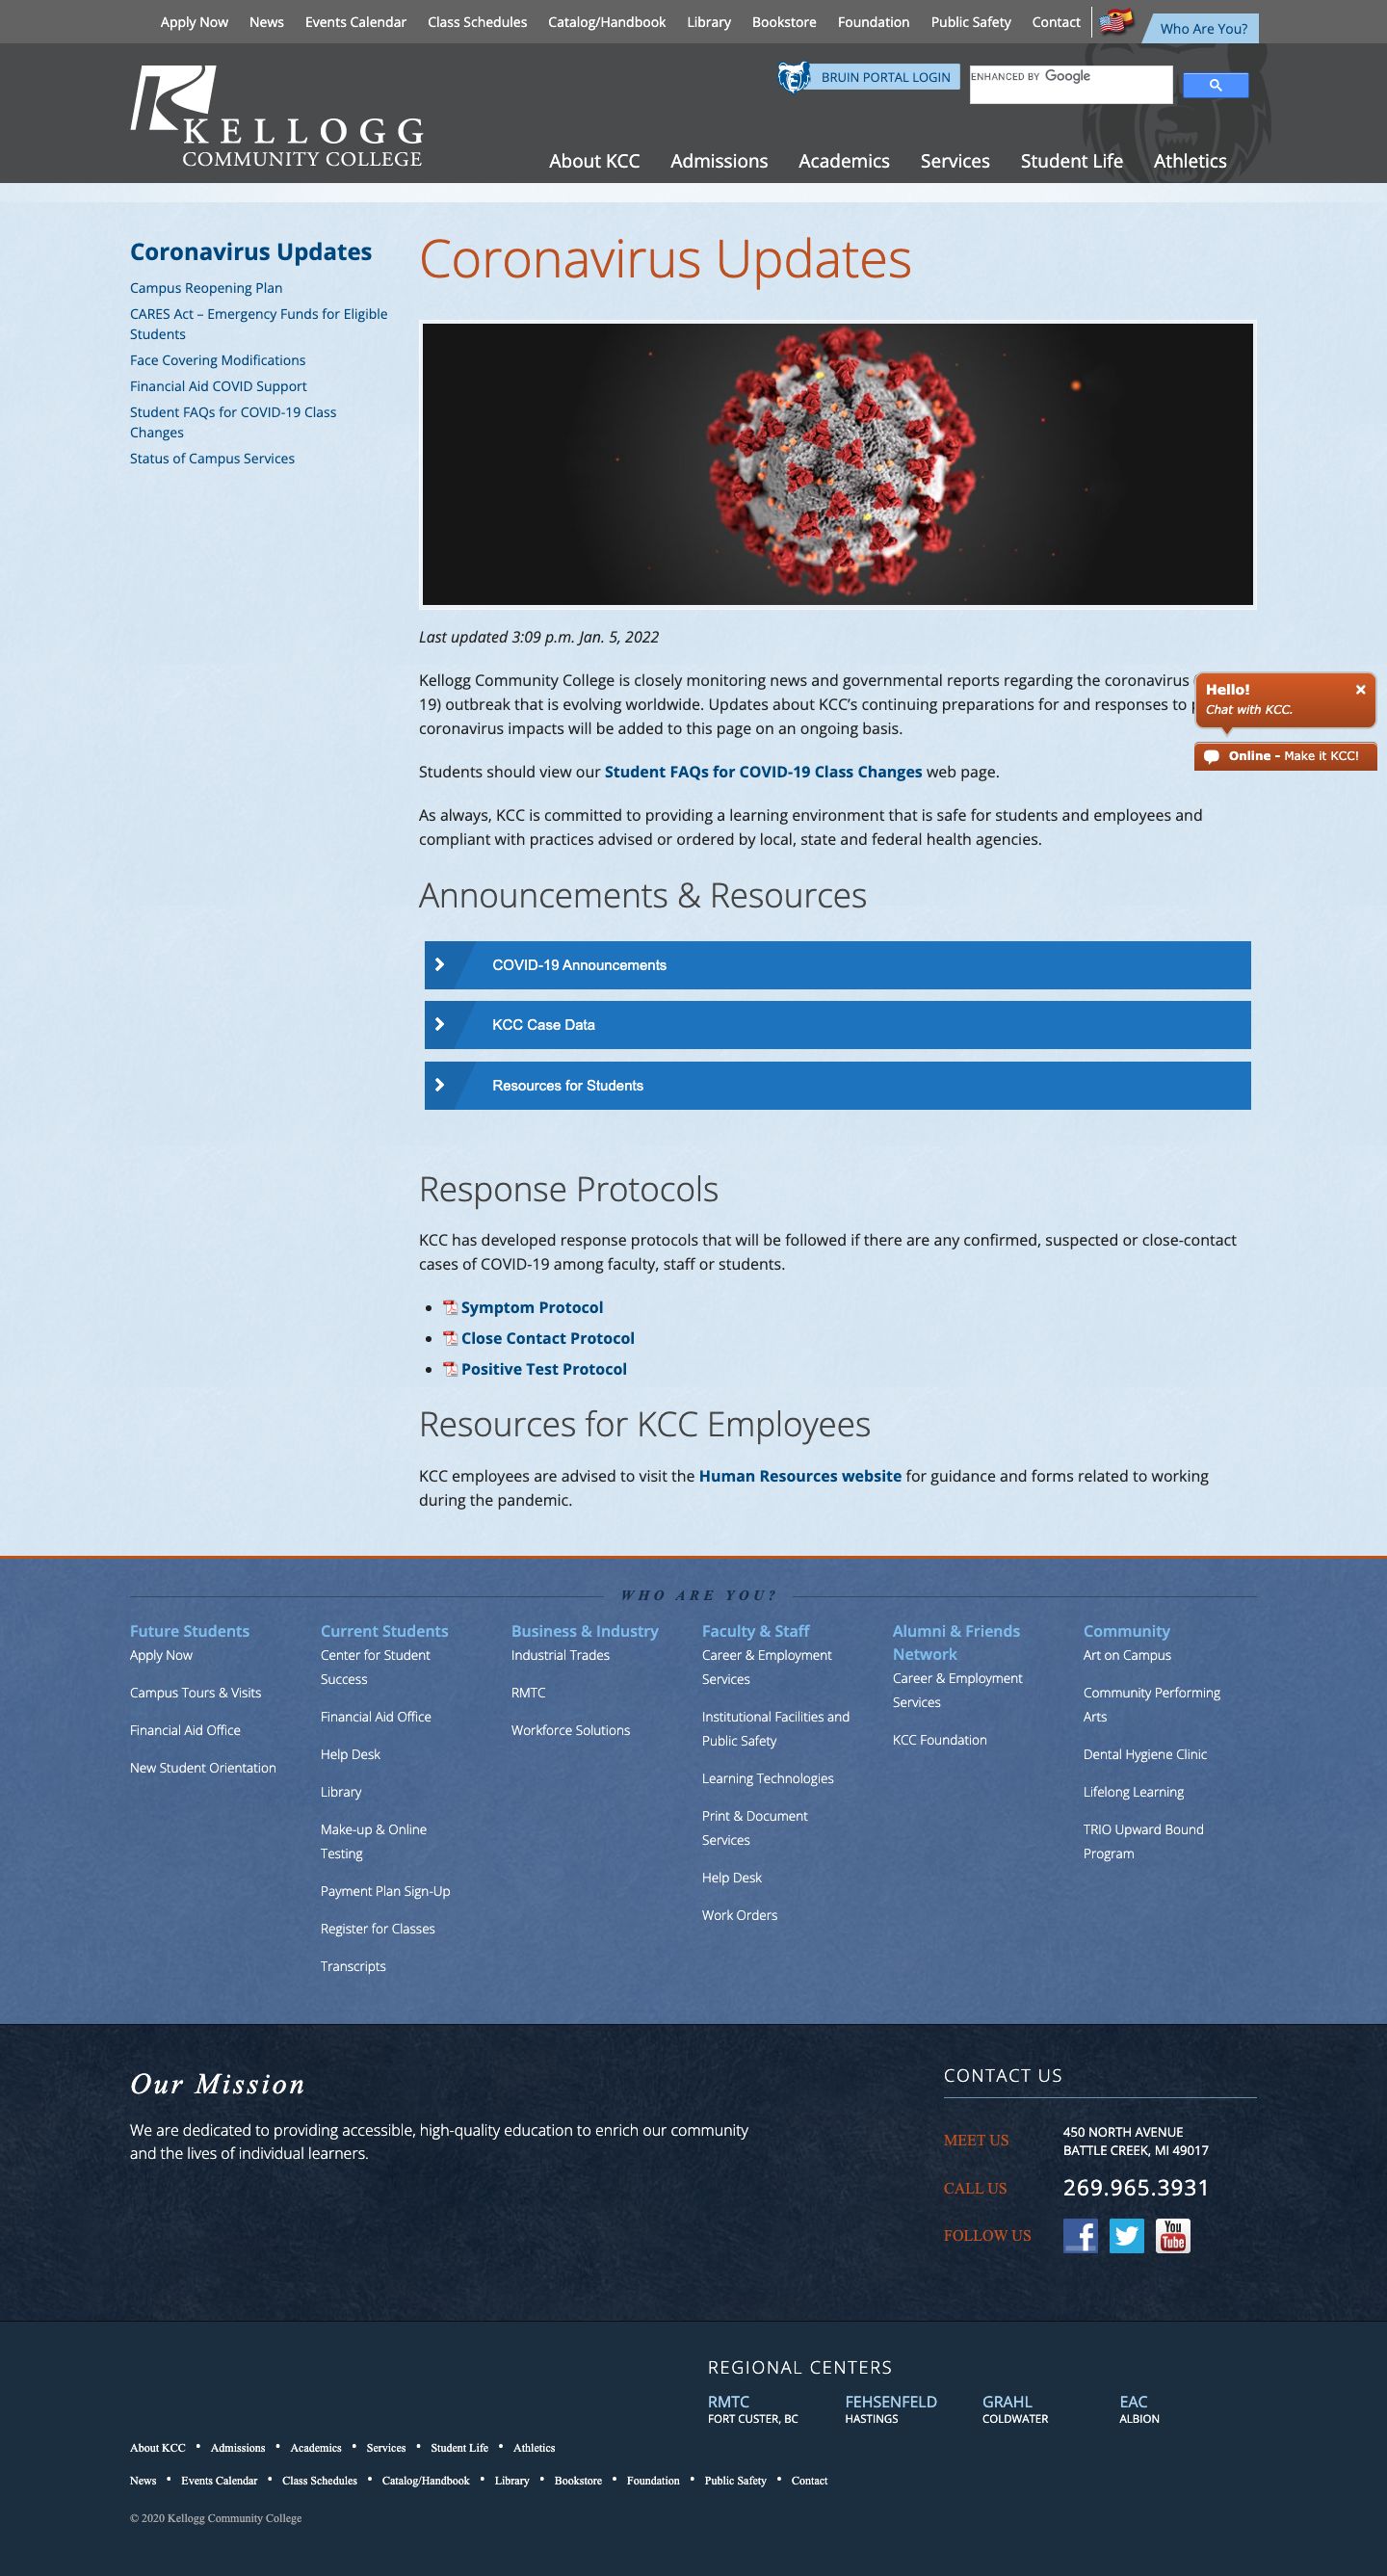 Apply Now News Events Calendar Class Schedules Catalog/Handbook Library Bookstore Foundation Public Safety Contact
Who Are You?
BRUIN PORTAL LOGIN
ENHANCED BY Google
KELLOGG
COMMUNITY COLLEGE
About KCC Admissions Academics Services Student Life Athletics
Coronavirus Updates
Campus Reopening Plan
CARES Act – Emergency Funds for Eligible
Students
Face Covering Modifications
Financial Aid COVID Support
Student FAQs for COVID-19 Class
Changes
Status of Campus Services
Coronavirus Updates
Last updated 3:09 p.m. Jan. 5, 2022
Kellogg Community College is closely monitoring news and governmental reports regarding the coronavirus
19) outbreak that is evolving worldwide. Updates about KCC's continuing preparations for and responses to
coronavirus impacts will be added to this page on an ongoing basis.
Hello!
Chat with KCC.
Online - Make it KCC!
Students should view our Student FAQs for COVID-19 Class Changes web page.
As always, KCC is committed to providing a learning environment that is safe for students and employees and
compliant with practices advised or ordered by local, state and federal health agencies.
Announcements & Resources
COVID-19 Announcements
KCC Case Data
Resources for Students
Response Protocols
KCC has developed response protocols that will be followed if there are any confirmed, suspected or close-contact
cases of COVID-19 among faculty, staff or students.
• Symptom Protocol
• Close Contact Protocol
• Positive Test Protocol
Resources for KCC Employees
KCC employees are advised to visit the Human Resources website for guidance and forms related to working
during the pandemic.
WHO ARE YOU?
Future Students
Apply Now
Campus Tours & Visits
Financial Aid Office
New Student Orientation
Current Students
Center for Student
Success
Financial Aid Office
Help Desk
Library
Make-up & Online
Testing
Payment Plan Sign-Up
Register for Classes
Transcripts
Business & Industry
Industrial Trades
RMTC
Workforce Solutions
Faculty & Staff
Career & Employment
Services
Institutional Facilities and
Public Safety
Learning Technologies
Print & Document
Services
Help Desk
Work Orders
Alumni & Friends
Network
Career & Employment
Services
KCC Foundation
Community
Art on Campus
Community Performing
Arts
Dental Hygiene Clinic
Lifelong Learning
TRIO Upward Bound
Program
Our Mission
We are dedicated to providing accessible, high-quality education to enrich our community
and the lives of individual learners.
CONTACT US
MEET US
450 NORTH AVENUE
BATTLE CREEK, MI 49017
CALL US
269.965.3931
FOLLOW US
You
Tube
REGIONAL CENTERS
RMTC
FORT CUSTER, BC
FEHSENFELD
HASTINGS
GRAHL
COLDWATER
EAC
ALBION
About KCC • Admissions • Academics • Services • Student Life • Athletics
News • Events Calendar • Class Schedules • Catalog/Handbook • Library • Bookstore • Foundation • Public Safety • Contact
© 2020 Kellogg Community College